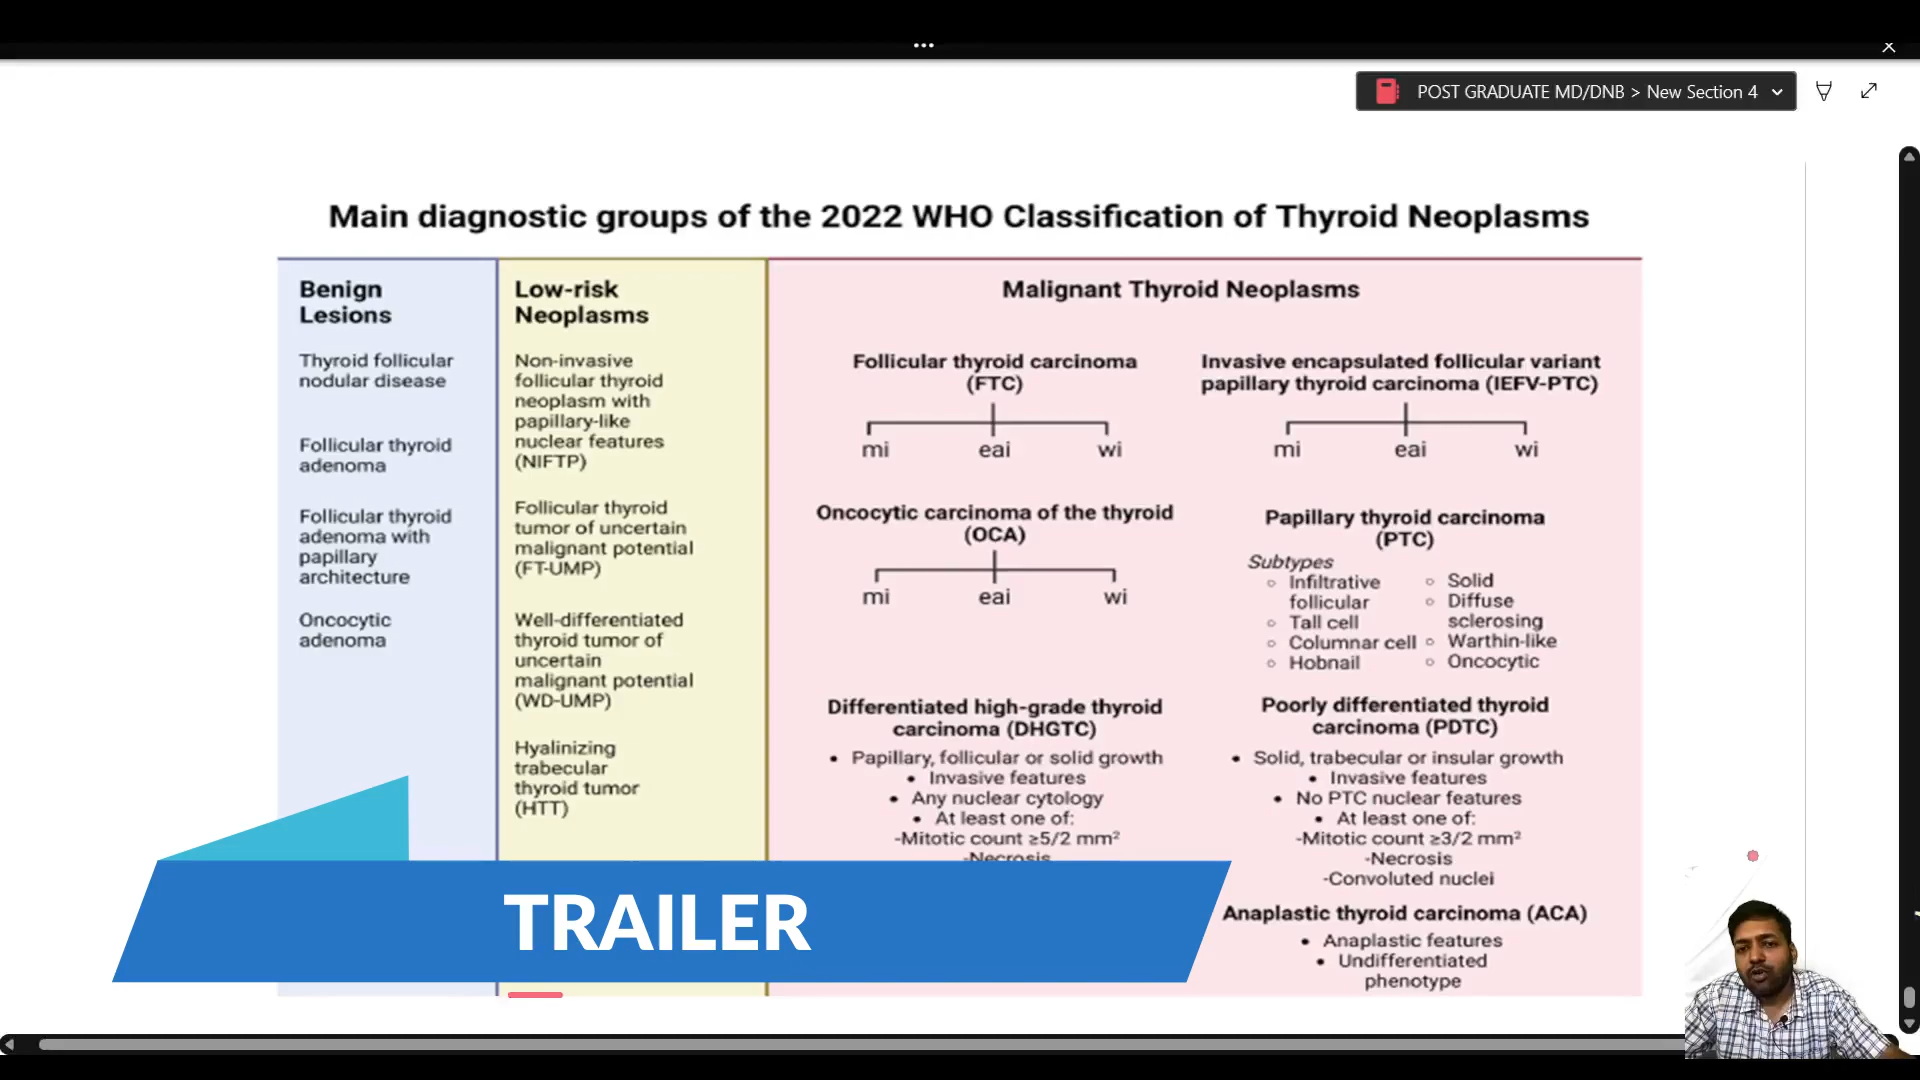 POST GRADUATE MD/DNB > New Section 4
Main diagnostic groups of the 2022 WHO Classification of Thyroid Neoplasms
Benign
Lesions
Thyroid follicular
nodular disease
Follicular thyroid
adenoma
Follicular thyroid
adenoma with
papillary
architecture
Oncocytic
adenoma
Low-risk
Neoplasms
Non-invasive
follicular thyroid
neoplasm with
papillary-like
nuclear features
(NIFTP)
Follicular thyroid
tumor of uncertain
malignant potential
(FT-UMP)
Well-differentiated
thyroid tumor of
uncertain
malignant potential
(WD-UMP)
Hyalinizing
trabecular
thyroid tumor
(HTT)
Malignant Thyroid Neoplasms
Follicular thyroid carcinoma
(FTC)
mi eai wi
Invasive encapsulated follicular variant
papillary thyroid carcinoma (IEFV-PTC)
mi eai wi
Oncocytic carcinoma of the thyroid
(OCA)
mi eai wi
Papillary thyroid carcinoma
(PTC)
Subtypes
Infiltrative
follicular
Tall cell
Columnar cell
Hobnail
Solid
Diffuse
sclerosing
Warthin-like
Oncocytic
Differentiated high-grade thyroid
carcinoma (DHGTC)
• Papillary, follicular or solid growth
• Invasive features
• Any nuclear cytology
• At least one of:
-Mitotic count ≥5/2 mm²
-Necrosis
Poorly differentiated thyroid
carcinoma (PDTC)
• Solid, trabecular or insular growth
• Invasive features
• No PTC nuclear features
• At least one of:
-Mitotic count ≥3/2 mm²
-Necrosis
-Convoluted nuclei
Anaplastic thyroid carcinoma (ACA)
• Anaplastic features
• Undifferentiated
phenotype
TRAILER